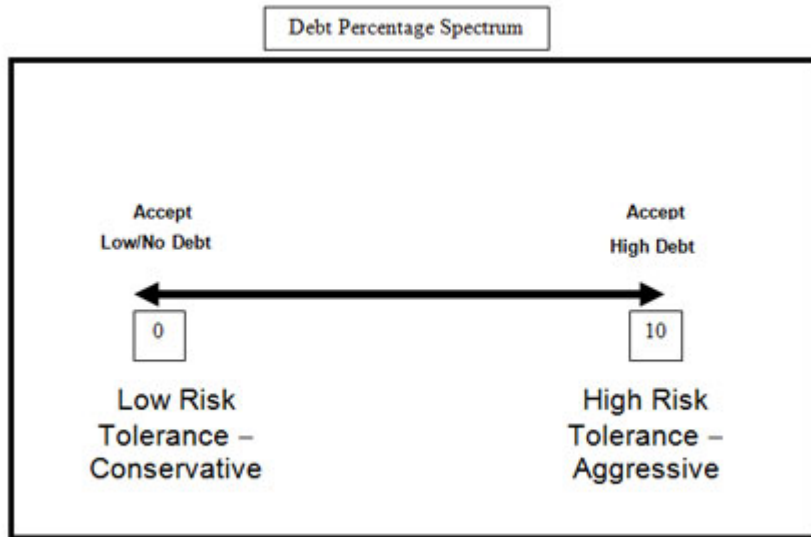 Debt Percentage Spectrum
Accept
Low/No Debt
Accept
High Debt
0
10
Low Risk
Tolerance –
Conservative
High Risk
Tolerance –
Aggressive